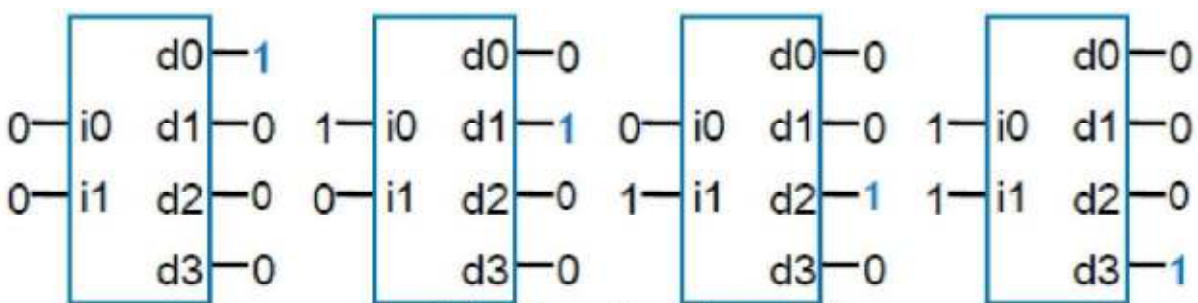 d0 1 d0 0 d0 0 d0 0
0 i0 d1 0 1 i0 d1 1 0 i0 d1 0 1 i0 d1 0
0 i1 d2 0 0 i1 d2 0 1 i1 d2 1 1 i1 d2 0
d3 0 d3 0 d3 0 d3 1